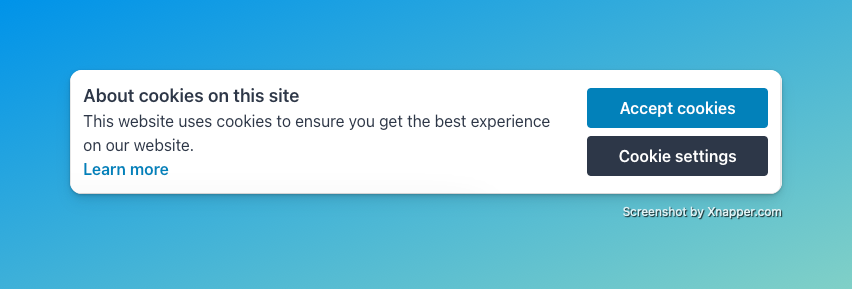 About cookies on this site
This website uses cookies to ensure you get the best experience
on our website.
Learn more
Accept cookies
Cookie settings
Screenshot by Xnapper.com